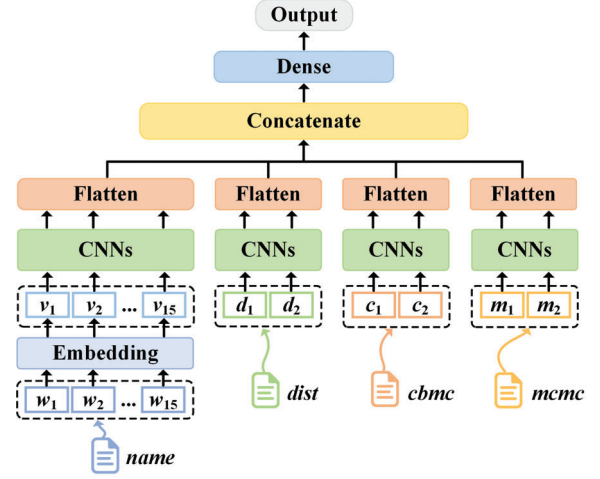 Output
Dense
Concatenate
Flatten Flatten Flatten Flatten
CNNs CNNs CNNs CNNs
v1 v2 ... v15 d1 d2 c1 c2 m1 m2
Embedding
w1 w2 ... w15 dist cbmc mcmc
name